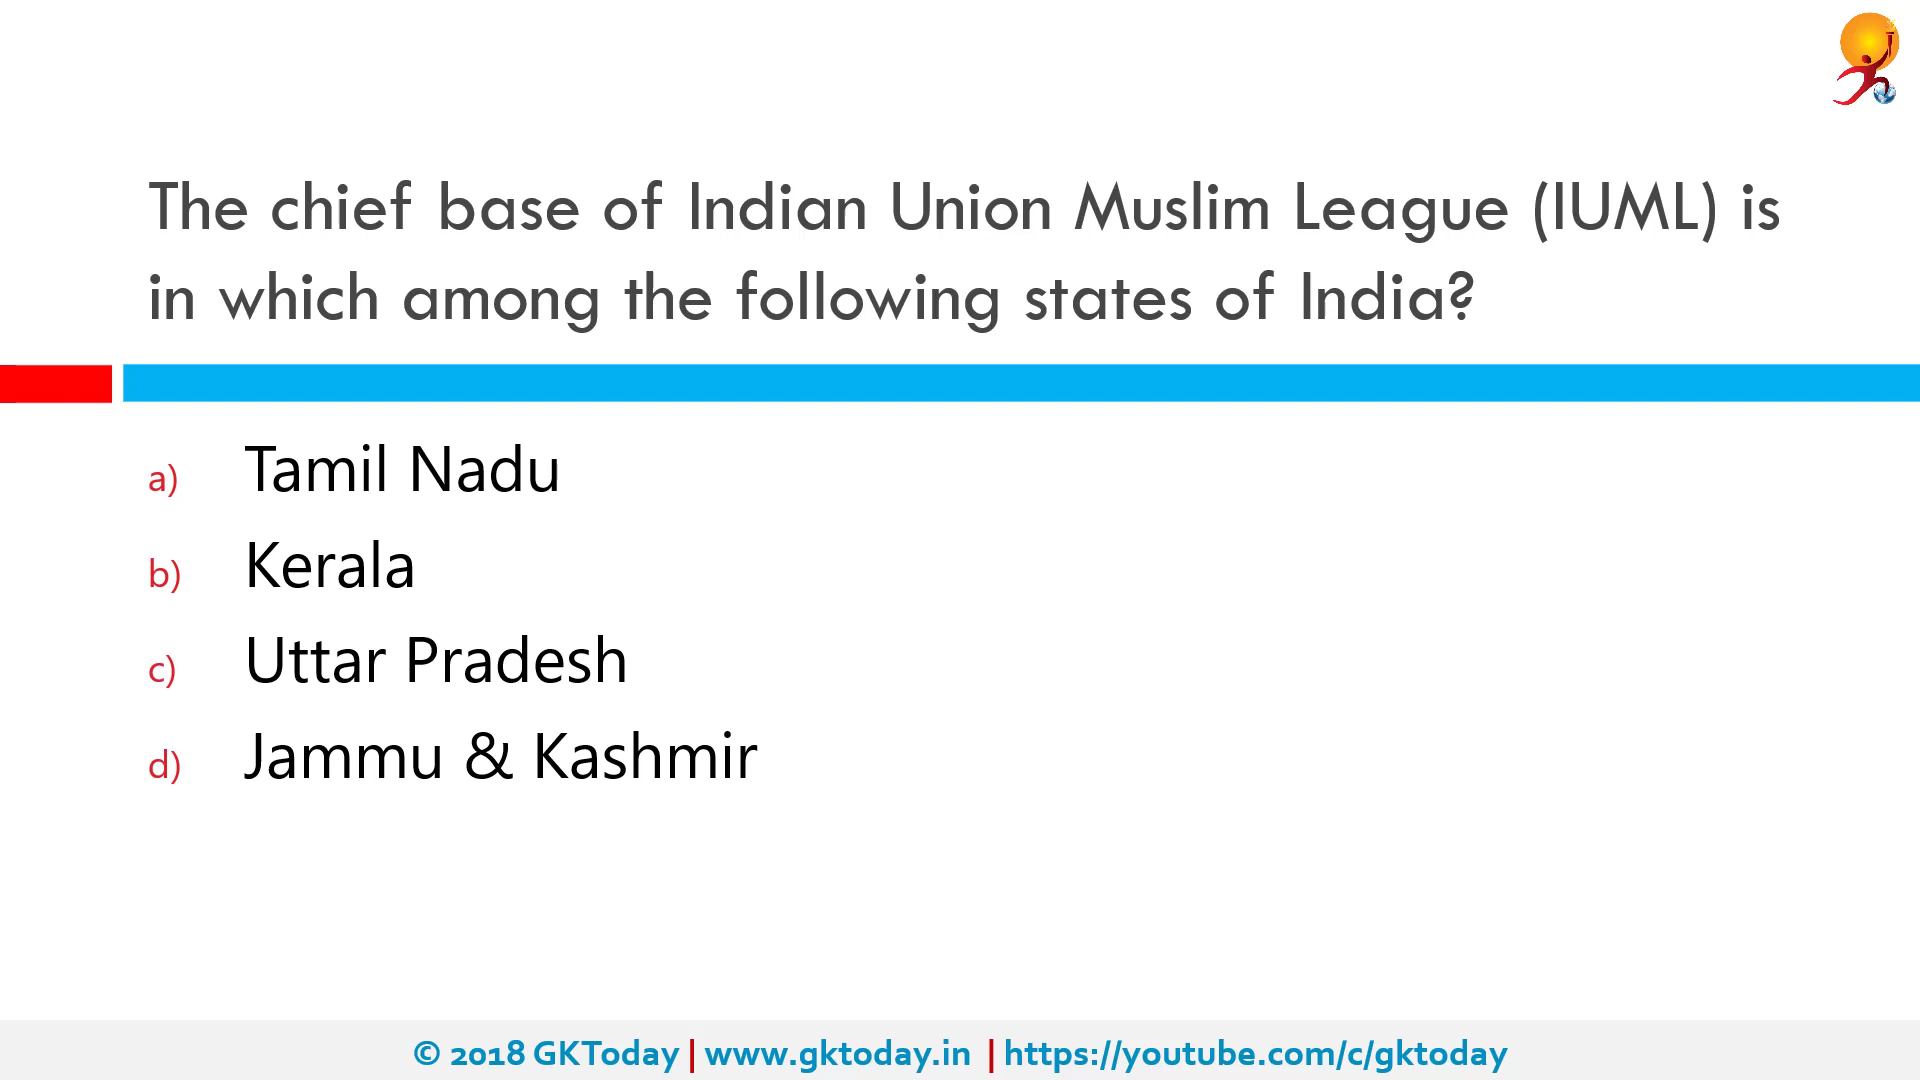 The chief base of Indian Union Muslim League (IUML) is
in which among the following states of India?
a) Tamil Nadu
b) Kerala
c) Uttar Pradesh
d) Jammu & Kashmir
© 2018 GKToday | www.gktoday.in | https://youtube.com/c/gktoday